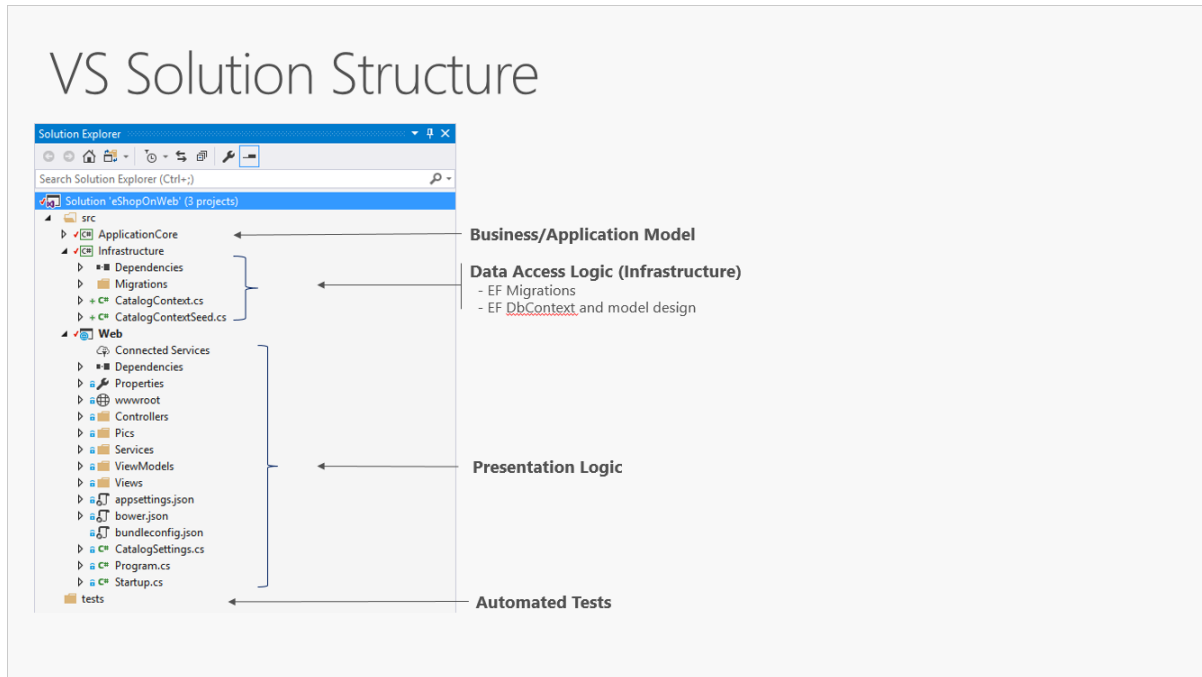 VS Solution Structure
Solution Explorer
Search Solution Explorer (Ctrl+;)
Solution 'eShopOnWeb' (3 projects)
src
C# ApplicationCore
Business/Application Model
C# Infrastructure
Dependencies
Migrations
C# CatalogContext.cs
C# CatalogContextSeed.cs
Data Access Logic (Infrastructure)
- EF Migrations
- EF DbContext and model design
Web
Connected Services
Dependencies
Properties
wwwroot
Controllers
Pics
Services
ViewModels
Views
appsettings.json
bower.json
bundleconfig.json
C# CatalogSettings.cs
C# Program.cs
C# Startup.cs
Presentation Logic
tests
Automated Tests